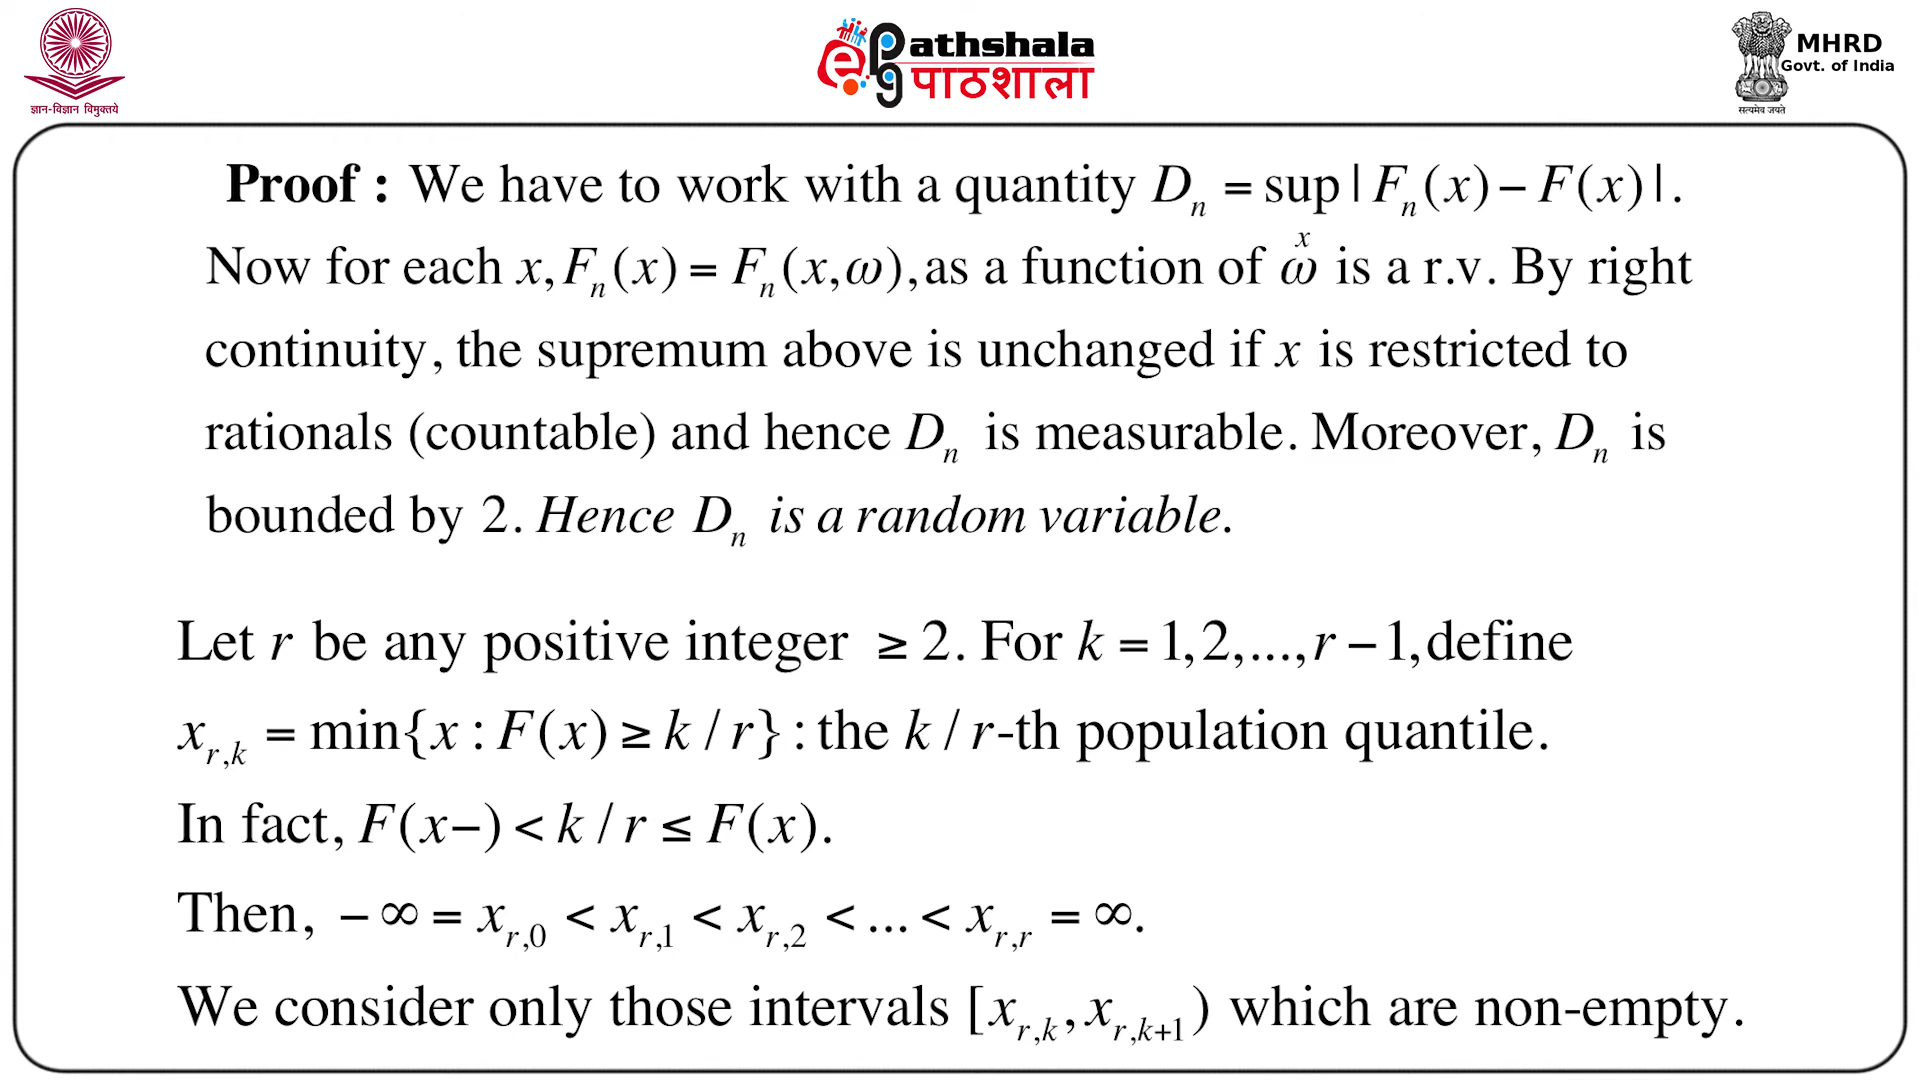 ज्ञान-विज्ञान विमुक्तये
ePathshala
पाठशाला
MHRD
Govt. of India
सत्यमेव जयते
Proof : We have to work with a quantity D_n = sup_x | F_n(x) − F(x) |.
Now for each x, F_n(x) = F_n(x, ω), as a function of ω is a r.v. By right
continuity, the supremum above is unchanged if x is restricted to
rationals (countable) and hence D_n is measurable. Moreover, D_n is
bounded by 2. Hence D_n is a random variable.
Let r be any positive integer ≥ 2. For k = 1, 2, ..., r − 1, define
x_{r,k} = min{x : F(x) ≥ k / r} : the k / r-th population quantile.
In fact, F(x−) < k / r ≤ F(x).
Then, − ∞ = x_{r,0} < x_{r,1} < x_{r,2} < ... < x_{r,r} = ∞.
We consider only those intervals [x_{r,k}, x_{r,k+1}) which are non-empty.